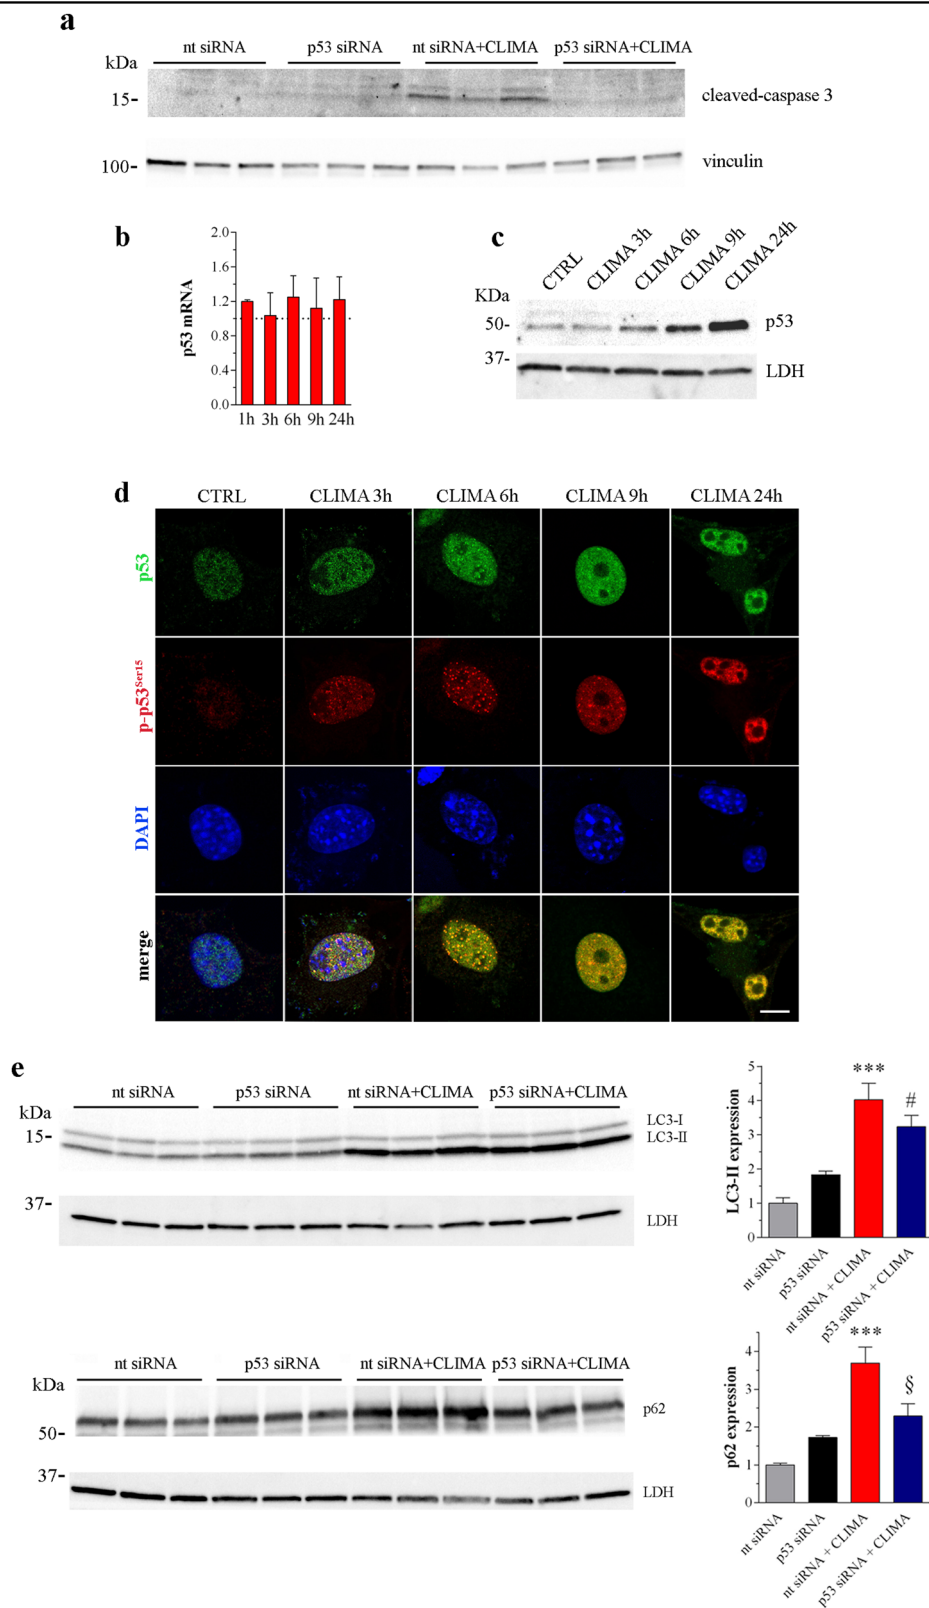 a
nt siRNA p53 siRNA nt siRNA+CLIMA p53 siRNA+CLIMA
kDa
15- cleaved-caspase 3
100- vinculin
b
p53 mRNA
2.0
1.6
1.2
0.8
0.4
0.0
1h 3h 6h 9h 24h
c
CTRL CLIMA 3h CLIMA 6h CLIMA 9h CLIMA 24h
KDa
50- p53
37-
LDH
d
CTRL CLIMA 3h CLIMA 6h CLIMA 9h CLIMA 24h
p53
p-p53Ser15
DAPI
merge
e
nt siRNA p53 siRNA nt siRNA+CLIMA p53 siRNA+CLIMA
kDa
LC3-I
15- LC3-II
37-
LDH
LC3-II expression
5
4
3
2
1
0
***
#
nt siRNA p53 siRNA nt siRNA + CLIMA p53 siRNA + CLIMA
nt siRNA p53 siRNA nt siRNA+CLIMA p53 siRNA+CLIMA
kDa
p62
50-
37-
LDH
p62 expression
4
3
2
1
0
***
§
nt siRNA p53 siRNA nt siRNA + CLIMA p53 siRNA + CLIMA